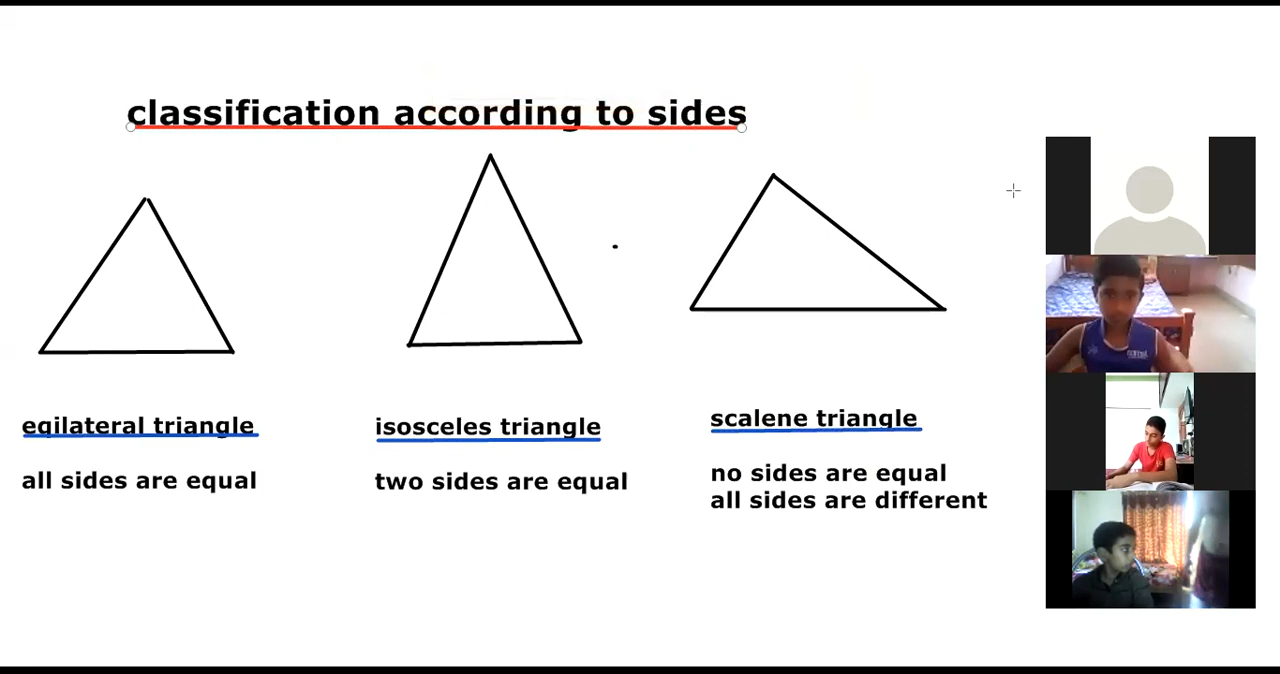 classification according to sides
eqilateral triangle
all sides are equal
isosceles triangle
two sides are equal
scalene triangle
no sides are equal
all sides are different